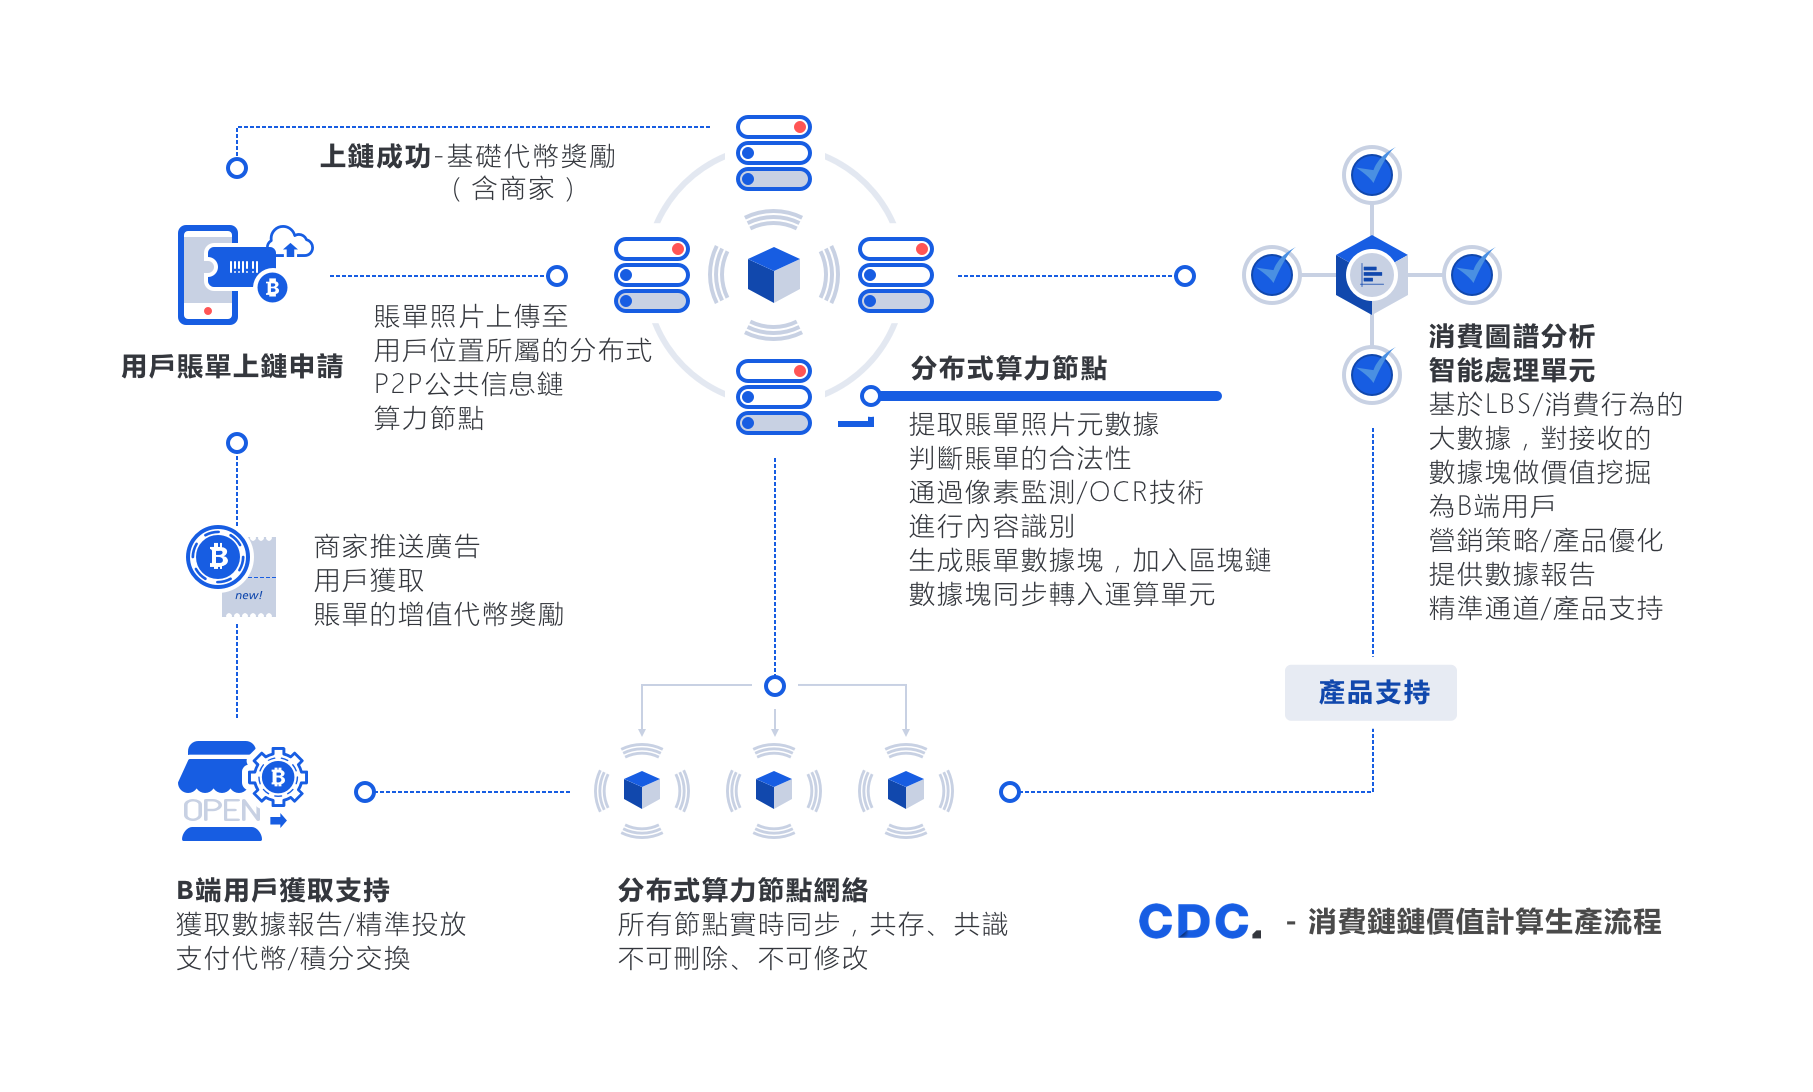 上鏈成功-基礎代幣獎勵
（含商家）
用戶賬單上鏈申請
賬單照片上傳至
用戶位置所屬的分布式
P2P公共信息鏈
算力節點
分布式算力節點
提取賬單照片元數據
判斷賬單的合法性
通過像素監測/OCR技術
進行內容識別
生成賬單數據塊，加入區塊鏈
數據塊同步轉入運算單元
消費圖譜分析
智能處理單元
基於LBS/消費行為的
大數據，對接收的
數據塊做價值挖掘
為B端用戶
營銷策略/產品優化
提供數據報告
精準通道/產品支持
new!
商家推送廣告
用戶獲取
賬單的增值代幣獎勵
產品支持
OPEN
B端用戶獲取支持
獲取數據報告/精準投放
支付代幣/積分交換
分布式算力節點網絡
所有節點實時同步，共存、共識
不可刪除、不可修改
CDC. - 消費鏈鏈價值計算生產流程